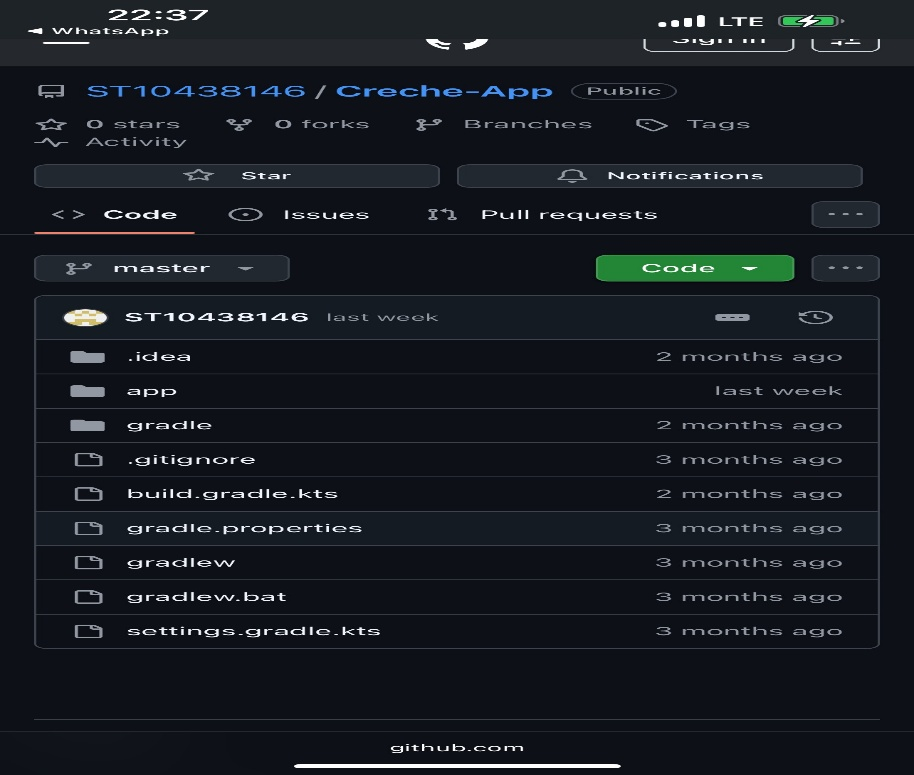 22:37
◄ WhatsApp
LTE
Sign in
ST10438146 / Creche-App Public
0 stars 0 forks Branches Tags
Activity
Star Notifications
Code Issues Pull requests
master Code
ST10438146 last week
.idea 2 months ago
app last week
gradle 2 months ago
.gitignore 3 months ago
build.gradle.kts 2 months ago
gradle.properties 3 months ago
gradlew 3 months ago
gradlew.bat 3 months ago
settings.gradle.kts 3 months ago
github.com